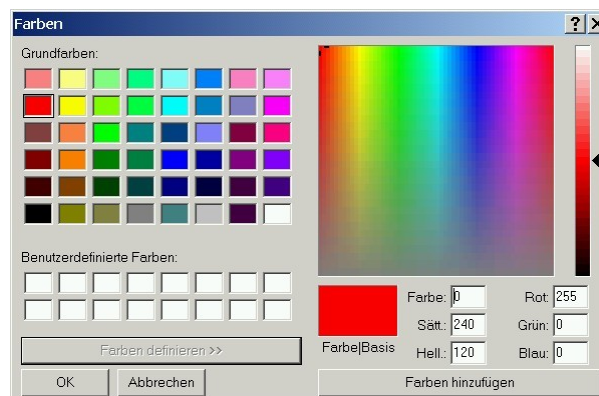 Farben
Grundfarben:
Benutzerdefinierte Farben:
Farben definieren >>
OK
Abbrechen
Farbe|Basis
Farbe: 0
Sätt.: 240
Hell.: 120
Rot: 255
Grün: 0
Blau: 0
Farben hinzufügen